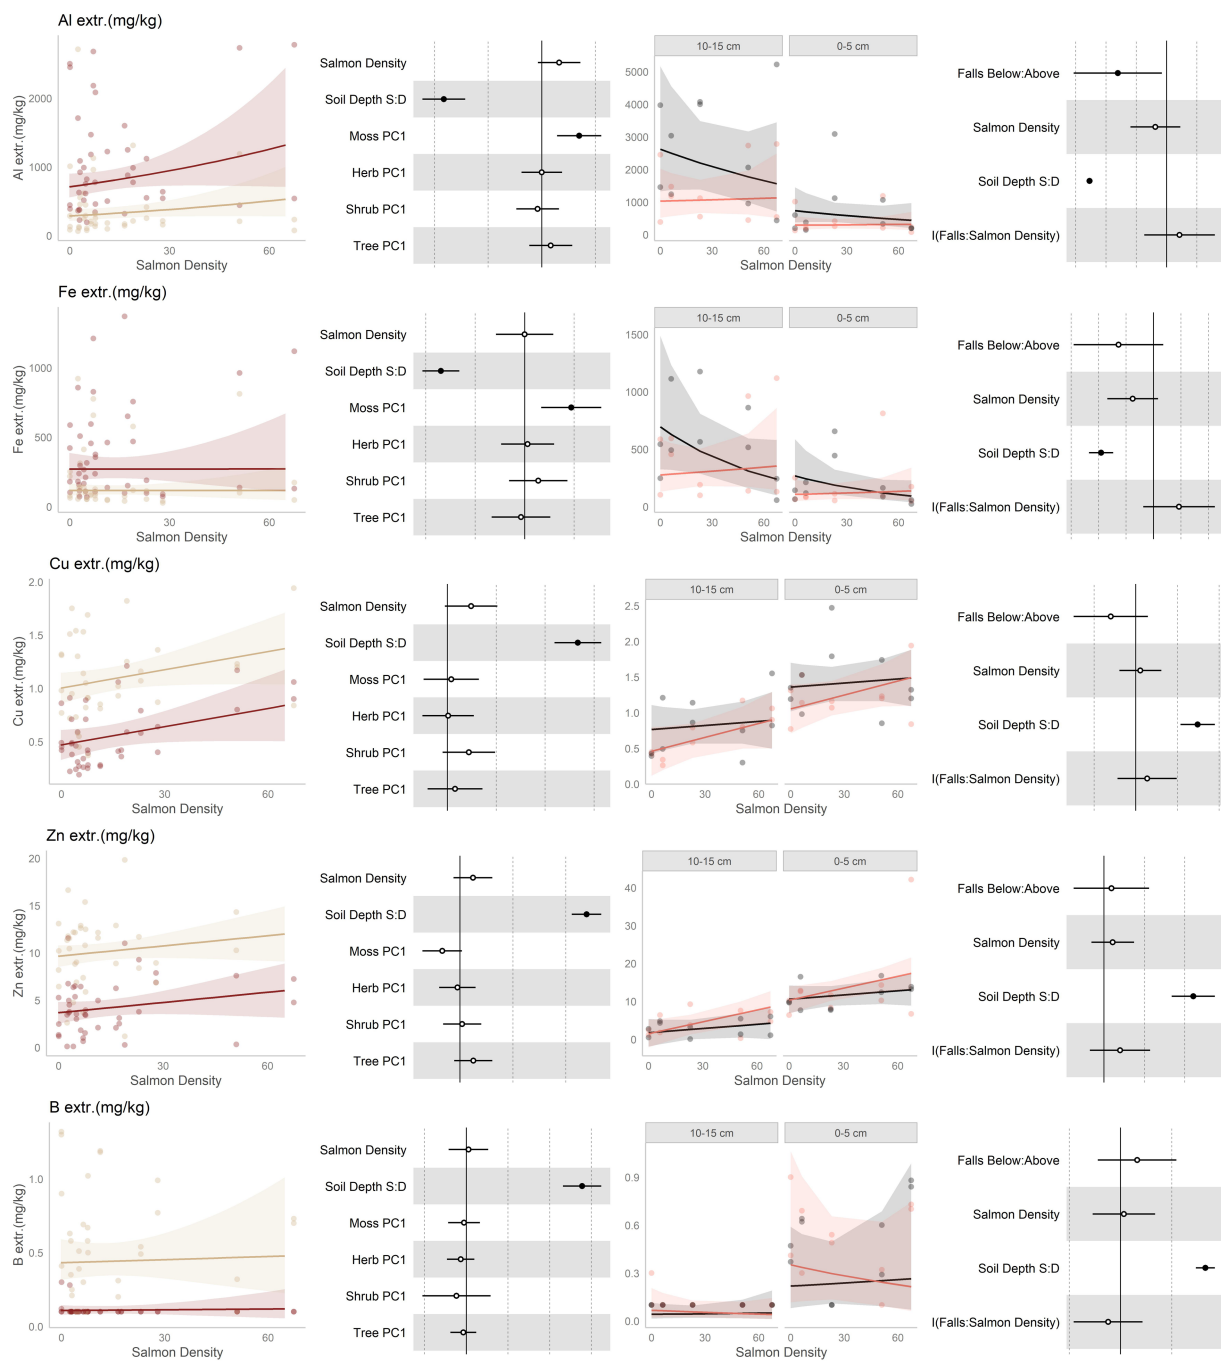 Al extr.(mg/kg)
Al extr.(mg/kg)
2000
1000
0
0
30
60
Salmon Density
Salmon Density
Soil Depth S:D
Moss PC1
Herb PC1
Shrub PC1
Tree PC1
10-15 cm
0-5 cm
5000
4000
3000
2000
1000
0
0
30
60
0
30
60
Salmon Density
Falls Below:Above
Salmon Density
Soil Depth S:D
I(Falls:Salmon Density)
Fe extr.(mg/kg)
Fe extr.(mg/kg)
1000
500
0
0
30
60
Salmon Density
Salmon Density
Soil Depth S:D
Moss PC1
Herb PC1
Shrub PC1
Tree PC1
10-15 cm
0-5 cm
1500
1000
500
0
0
30
60
0
30
60
Salmon Density
Falls Below:Above
Salmon Density
Soil Depth S:D
I(Falls:Salmon Density)
Cu extr.(mg/kg)
Cu extr.(mg/kg)
2.0
1.5
1.0
0.5
0
30
60
Salmon Density
Salmon Density
Soil Depth S:D
Moss PC1
Herb PC1
Shrub PC1
Tree PC1
10-15 cm
0-5 cm
2.5
2.0
1.5
1.0
0.5
0.0
0
30
60
0
30
60
Salmon Density
Falls Below:Above
Salmon Density
Soil Depth S:D
I(Falls:Salmon Density)
Zn extr.(mg/kg)
Zn extr.(mg/kg)
20
15
10
5
0
0
30
60
Salmon Density
Salmon Density
Soil Depth S:D
Moss PC1
Herb PC1
Shrub PC1
Tree PC1
10-15 cm
0-5 cm
40
30
20
10
0
0
30
60
0
30
60
Salmon Density
Falls Below:Above
Salmon Density
Soil Depth S:D
I(Falls:Salmon Density)
B extr.(mg/kg)
B extr.(mg/kg)
1.0
0.5
0.0
0
30
60
Salmon Density
Salmon Density
Soil Depth S:D
Moss PC1
Herb PC1
Shrub PC1
Tree PC1
10-15 cm
0-5 cm
0.9
0.6
0.3
0.0
0
30
60
0
30
60
Salmon Density
Falls Below:Above
Salmon Density
Soil Depth S:D
I(Falls:Salmon Density)